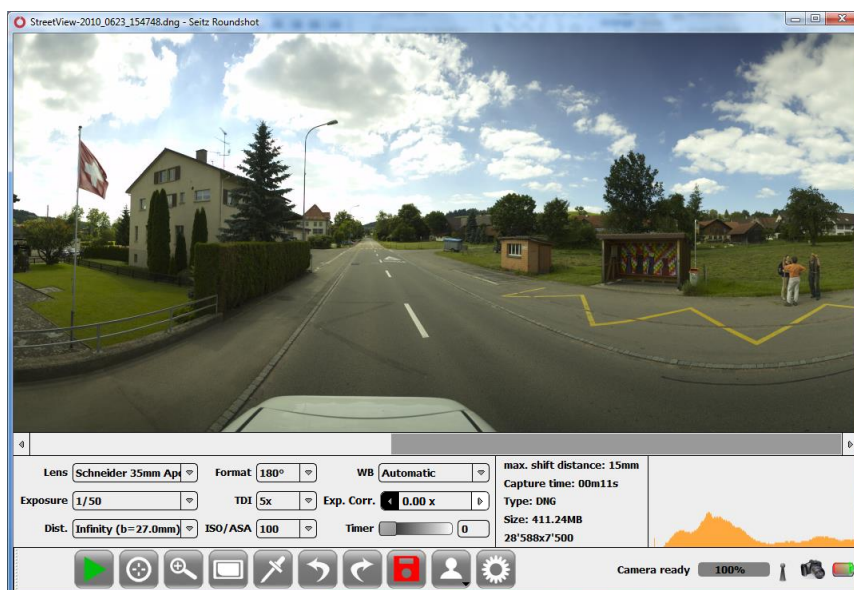 StreetView-2010_0623_154748.dng - Seitz Roundshot
Lens Schneider 35mm Ap Format 180° WB Automatic
Exposure 1/50 TDI 5x Exp. Corr. 0.00 x
Dist. Infinity (b=27.0mm) ISO/ASA 100 Timer 0
max. shift distance: 15mm
Capture time: 00m11s
Type: DNG
Size: 411.24MB
28'588x7'500
Camera ready 100%